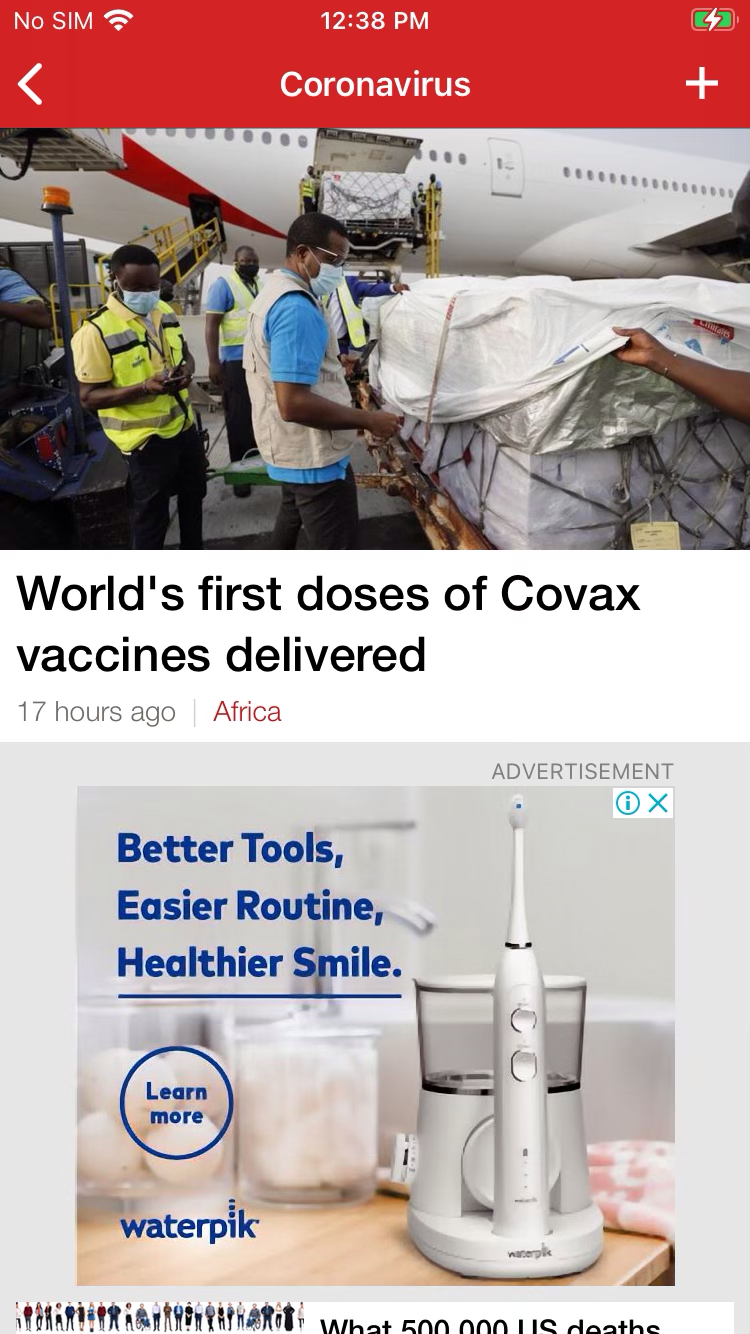 No SIM 12:38 PM
Coronavirus
Emirates
World's first doses of Covax
vaccines delivered
17 hours ago | Africa
ADVERTISEMENT
Better Tools,
Easier Routine,
Healthier Smile.
Learn
more
waterpik
waterpik
What 500,000 US deaths